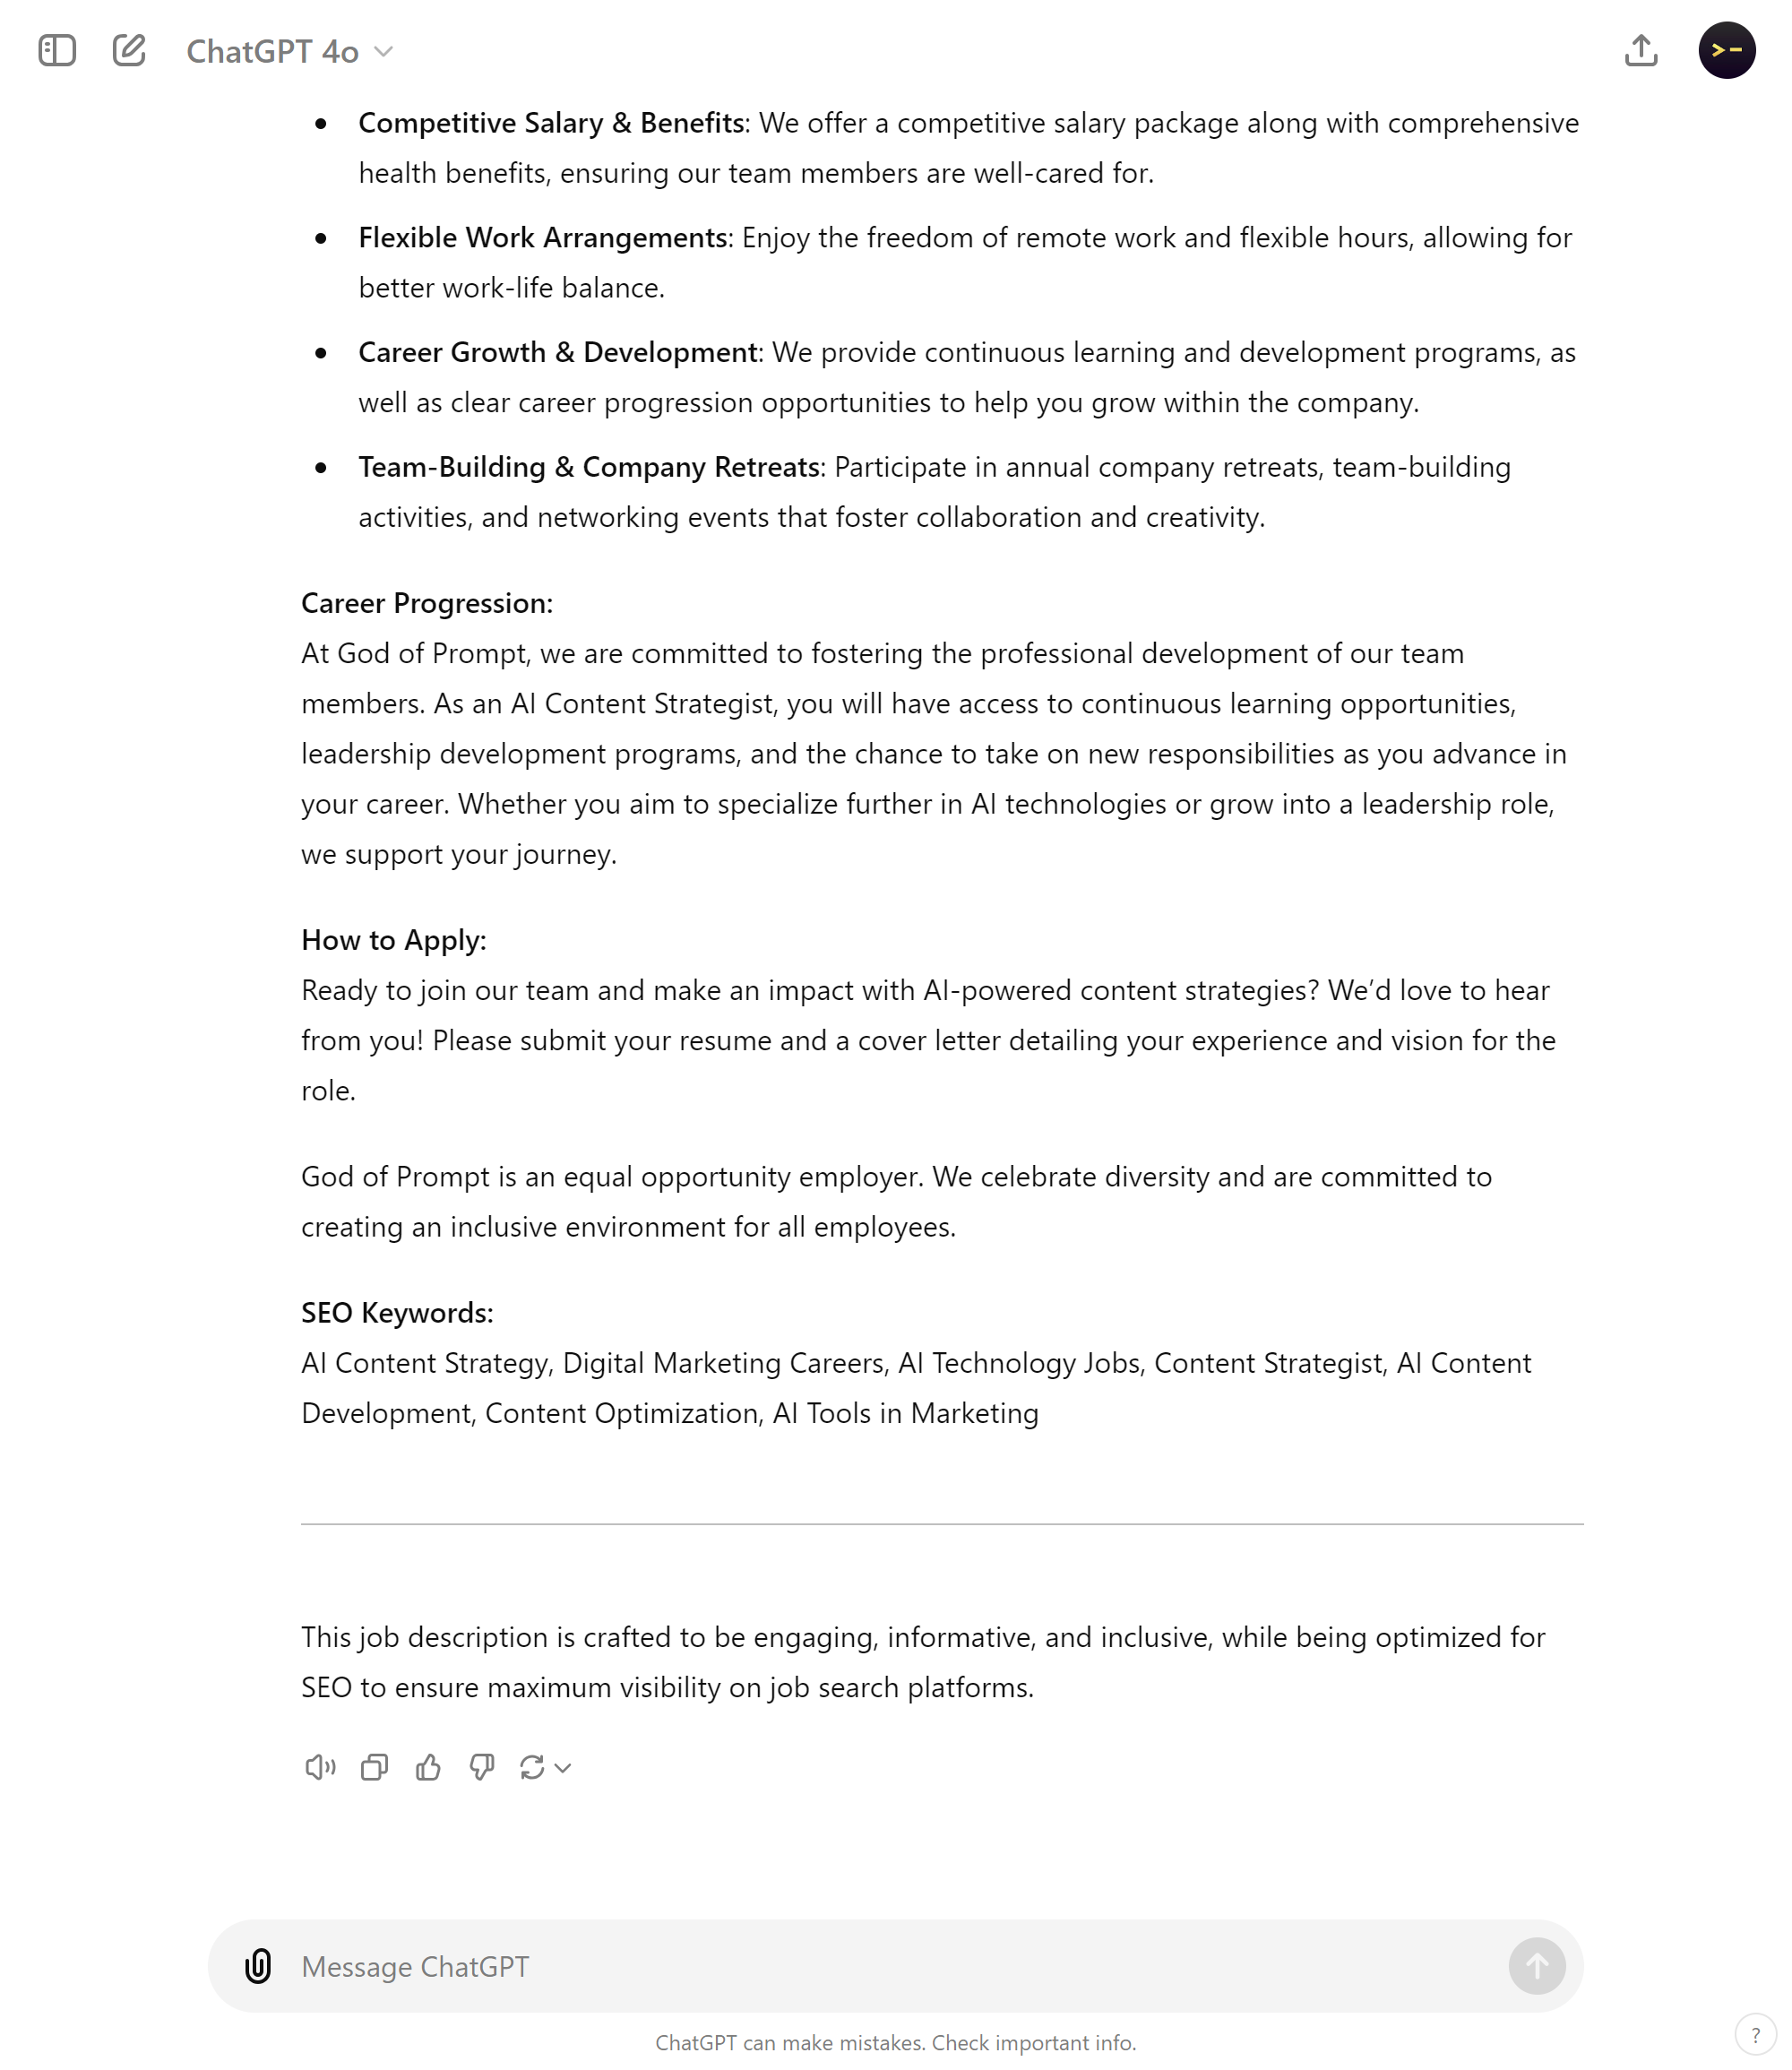 ChatGPT 4o
Competitive Salary & Benefits: We offer a competitive salary package along with comprehensive
health benefits, ensuring our team members are well-cared for.
Flexible Work Arrangements: Enjoy the freedom of remote work and flexible hours, allowing for
better work-life balance.
Career Growth & Development: We provide continuous learning and development programs, as
well as clear career progression opportunities to help you grow within the company.
Team-Building & Company Retreats: Participate in annual company retreats, team-building
activities, and networking events that foster collaboration and creativity.
Career Progression:
At God of Prompt, we are committed to fostering the professional development of our team
members. As an AI Content Strategist, you will have access to continuous learning opportunities,
leadership development programs, and the chance to take on new responsibilities as you advance in
your career. Whether you aim to specialize further in AI technologies or grow into a leadership role,
we support your journey.
How to Apply:
Ready to join our team and make an impact with AI-powered content strategies? We’d love to hear
from you! Please submit your resume and a cover letter detailing your experience and vision for the
role.
God of Prompt is an equal opportunity employer. We celebrate diversity and are committed to
creating an inclusive environment for all employees.
SEO Keywords:
AI Content Strategy, Digital Marketing Careers, AI Technology Jobs, Content Strategist, AI Content
Development, Content Optimization, AI Tools in Marketing
This job description is crafted to be engaging, informative, and inclusive, while being optimized for
SEO to ensure maximum visibility on job search platforms.
Message ChatGPT
ChatGPT can make mistakes. Check important info.
?